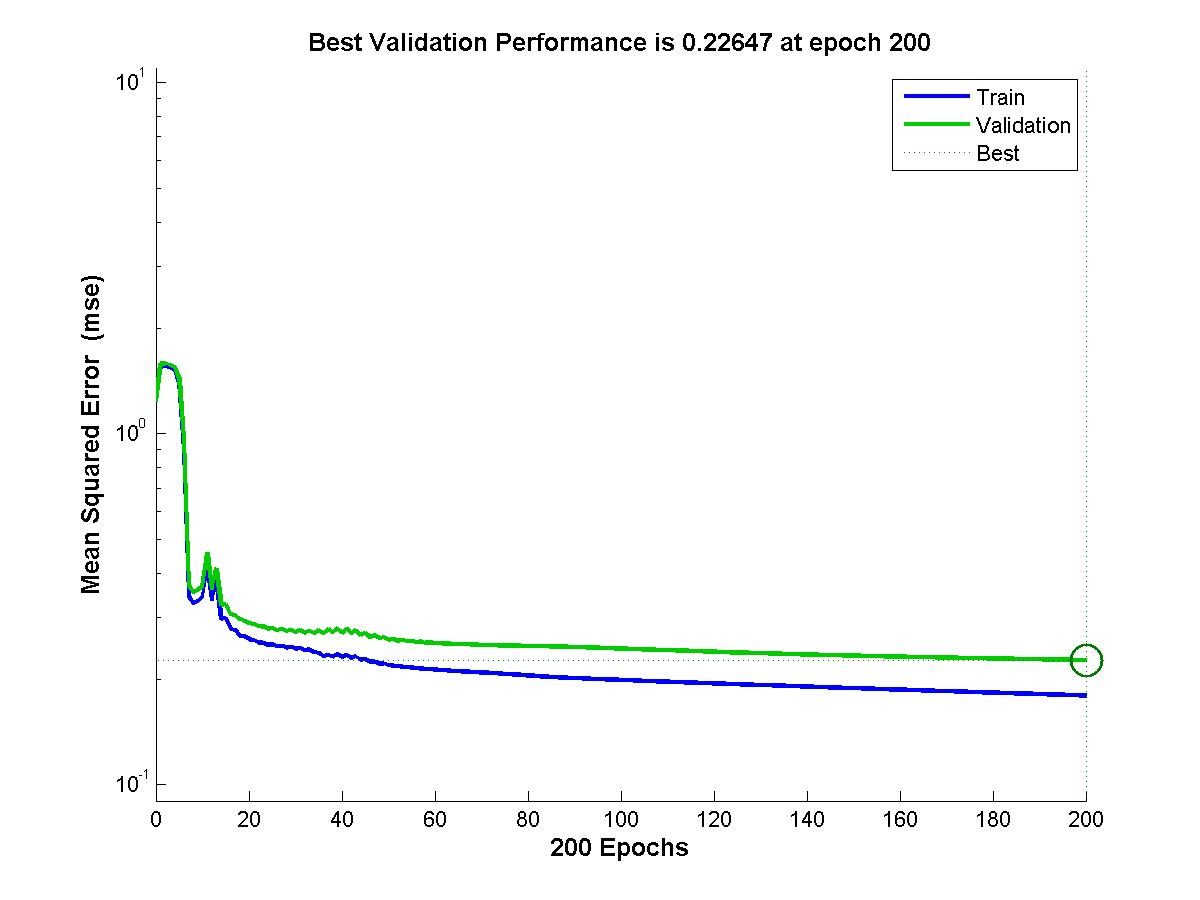 Best Validation Performance is 0.22647 at epoch 200
Train
Validation
Best
Mean Squared Error (mse)
10^1
10^0
10^-1
0 20 40 60 80 100 120 140 160 180 200
200 Epochs